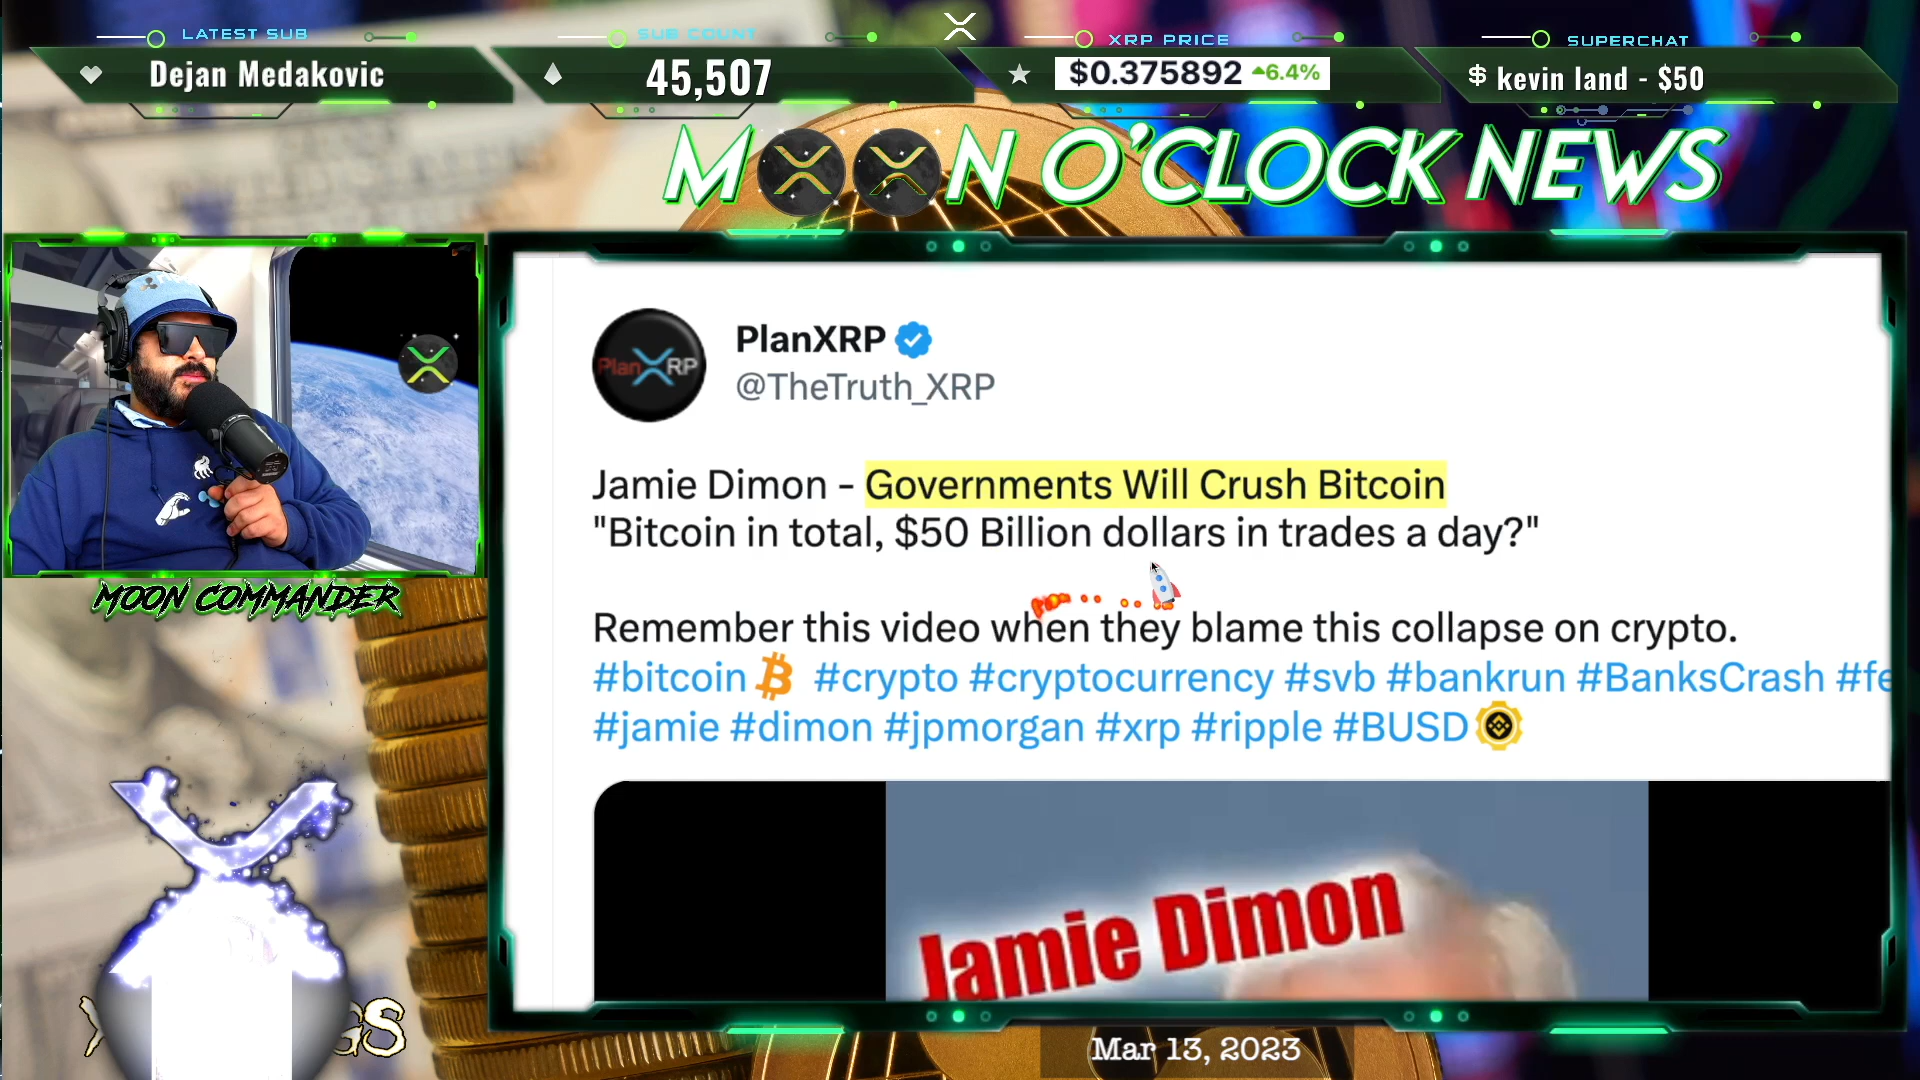 LATEST SUB
Dejan Medakovic
SUB COUNT
45,507
XRP PRICE
$0.375892 6.4%
SUPERCHAT
kevin land - $50
MOON O'CLOCK NEWS
PlanXRP
PlanXRP
@TheTruth_XRP
Jamie Dimon - Governments Will Crush Bitcoin
"Bitcoin in total, $50 Billion dollars in trades a day?"
Remember this video when they blame this collapse on crypto.
#bitcoin #crypto #cryptocurrency #svb #bankrun #BanksCrash #fe
#jamie #dimon #jpmorgan #xrp #ripple #BUSD
Jamie Dimon
MOON COMMANDER
GS
Mar 13, 2023